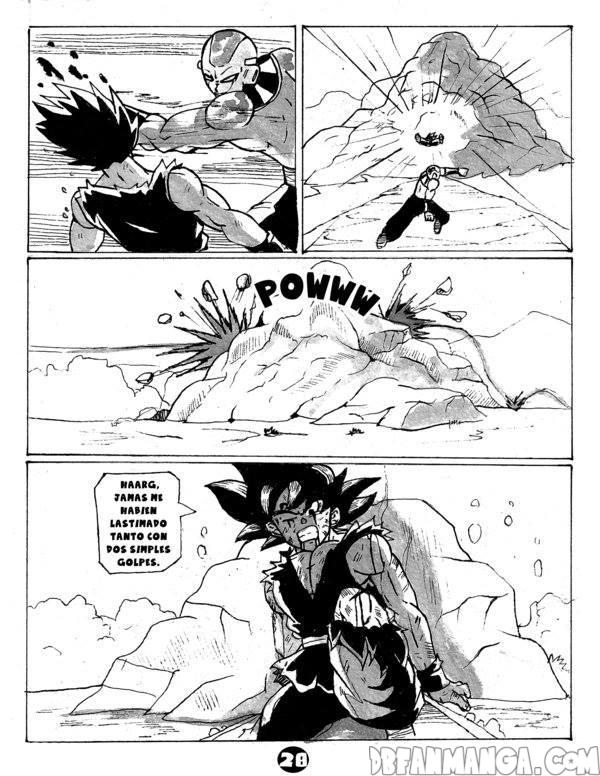 POWWW
HAARG,
JAMAS ME
HABIEN
LASTIMADO
TANTO CON
DOS SIMPLES
GOLPES.
28
DBFANMANGA.COM